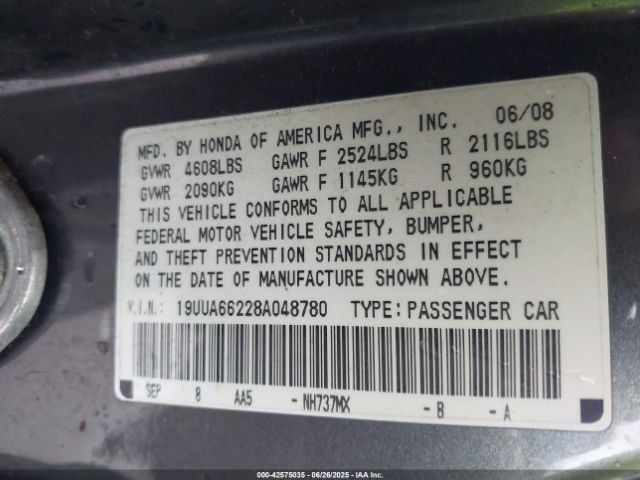 MFD. BY HONDA OF AMERICA MFG., INC. 06/08
GVWR 4608LBS GAWR F 2524LBS R 2116LBS
GVWR 2090KG GAWR F 1145KG R 960KG
THIS VEHICLE CONFORMS TO ALL APPLICABLE
FEDERAL MOTOR VEHICLE SAFETY, BUMPER,
AND THEFT PREVENTION STANDARDS IN EFFECT
ON THE DATE OF MANUFACTURE SHOWN ABOVE.
V.I.N.: 19UUA66228A048780 TYPE:PASSENGER CAR
SEP 8 AA5 -NH737MX -B -A
000-42575035 - 06/26/2025 - IAA Inc.